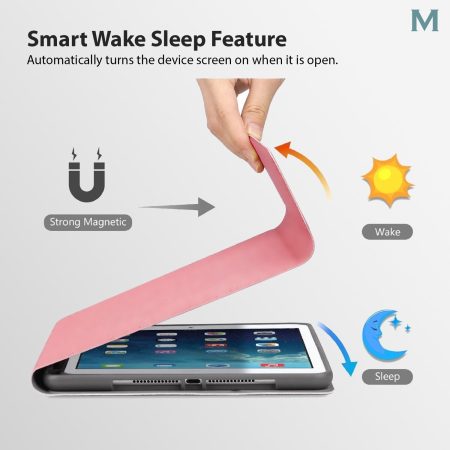 M
Smart Wake Sleep Feature
Automatically turns the device screen on when it is open.
Strong Magnetic
Wake
Sleep